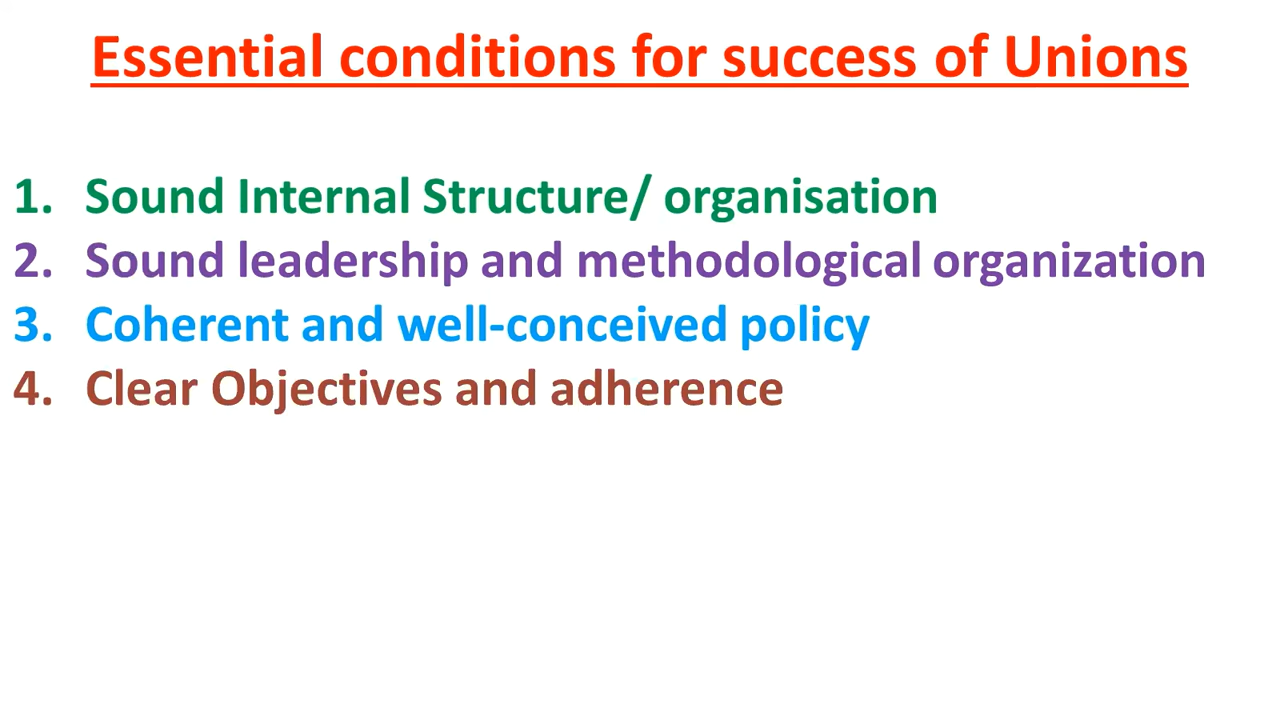 Essential conditions for success of Unions
1. Sound Internal Structure/ organisation
2. Sound leadership and methodological organization
3. Coherent and well-conceived policy
4. Clear Objectives and adherence